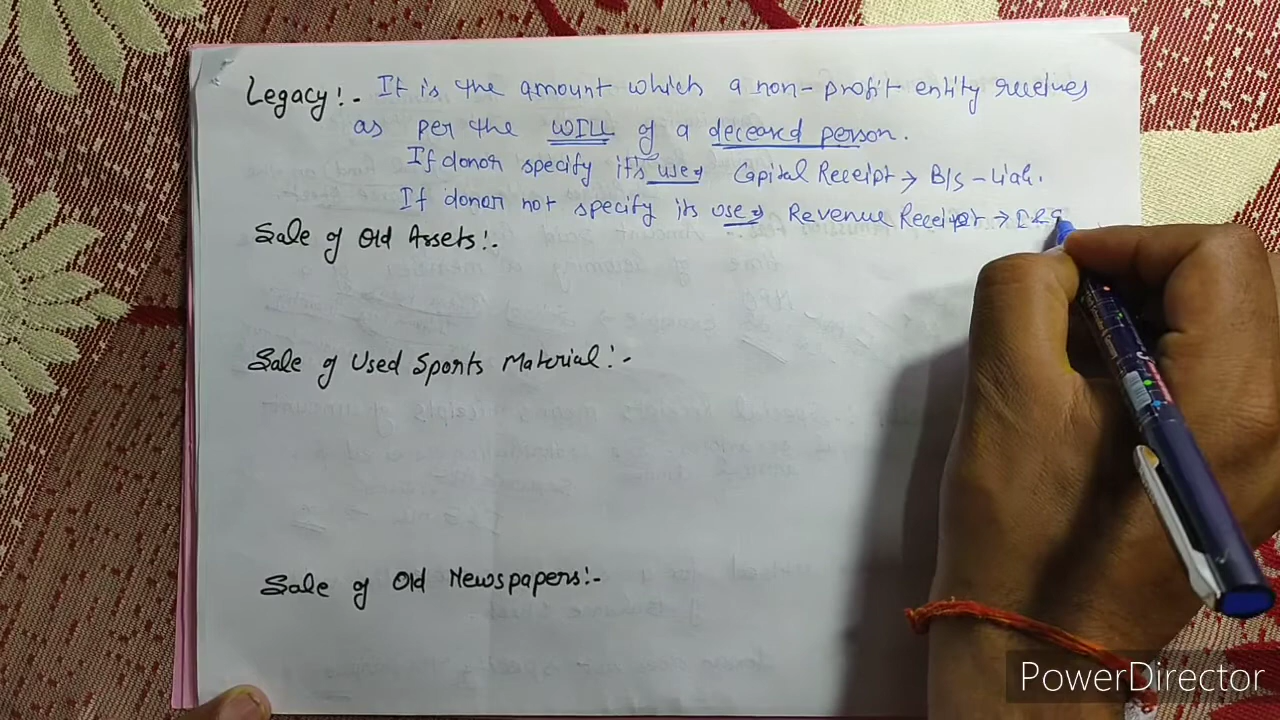 Legacy:- It is the amount which a non-profit entity receives
as per the WILL of a deceased person.
If donor specify it's use → Capital Receipt → B/S - Liab.
If donor not specify its use → Revenue Receipt → I & E
Sale of Old Assets:-
Sale of Used Sports Material:-
Sale of Old Newspapers:-
PowerDirector